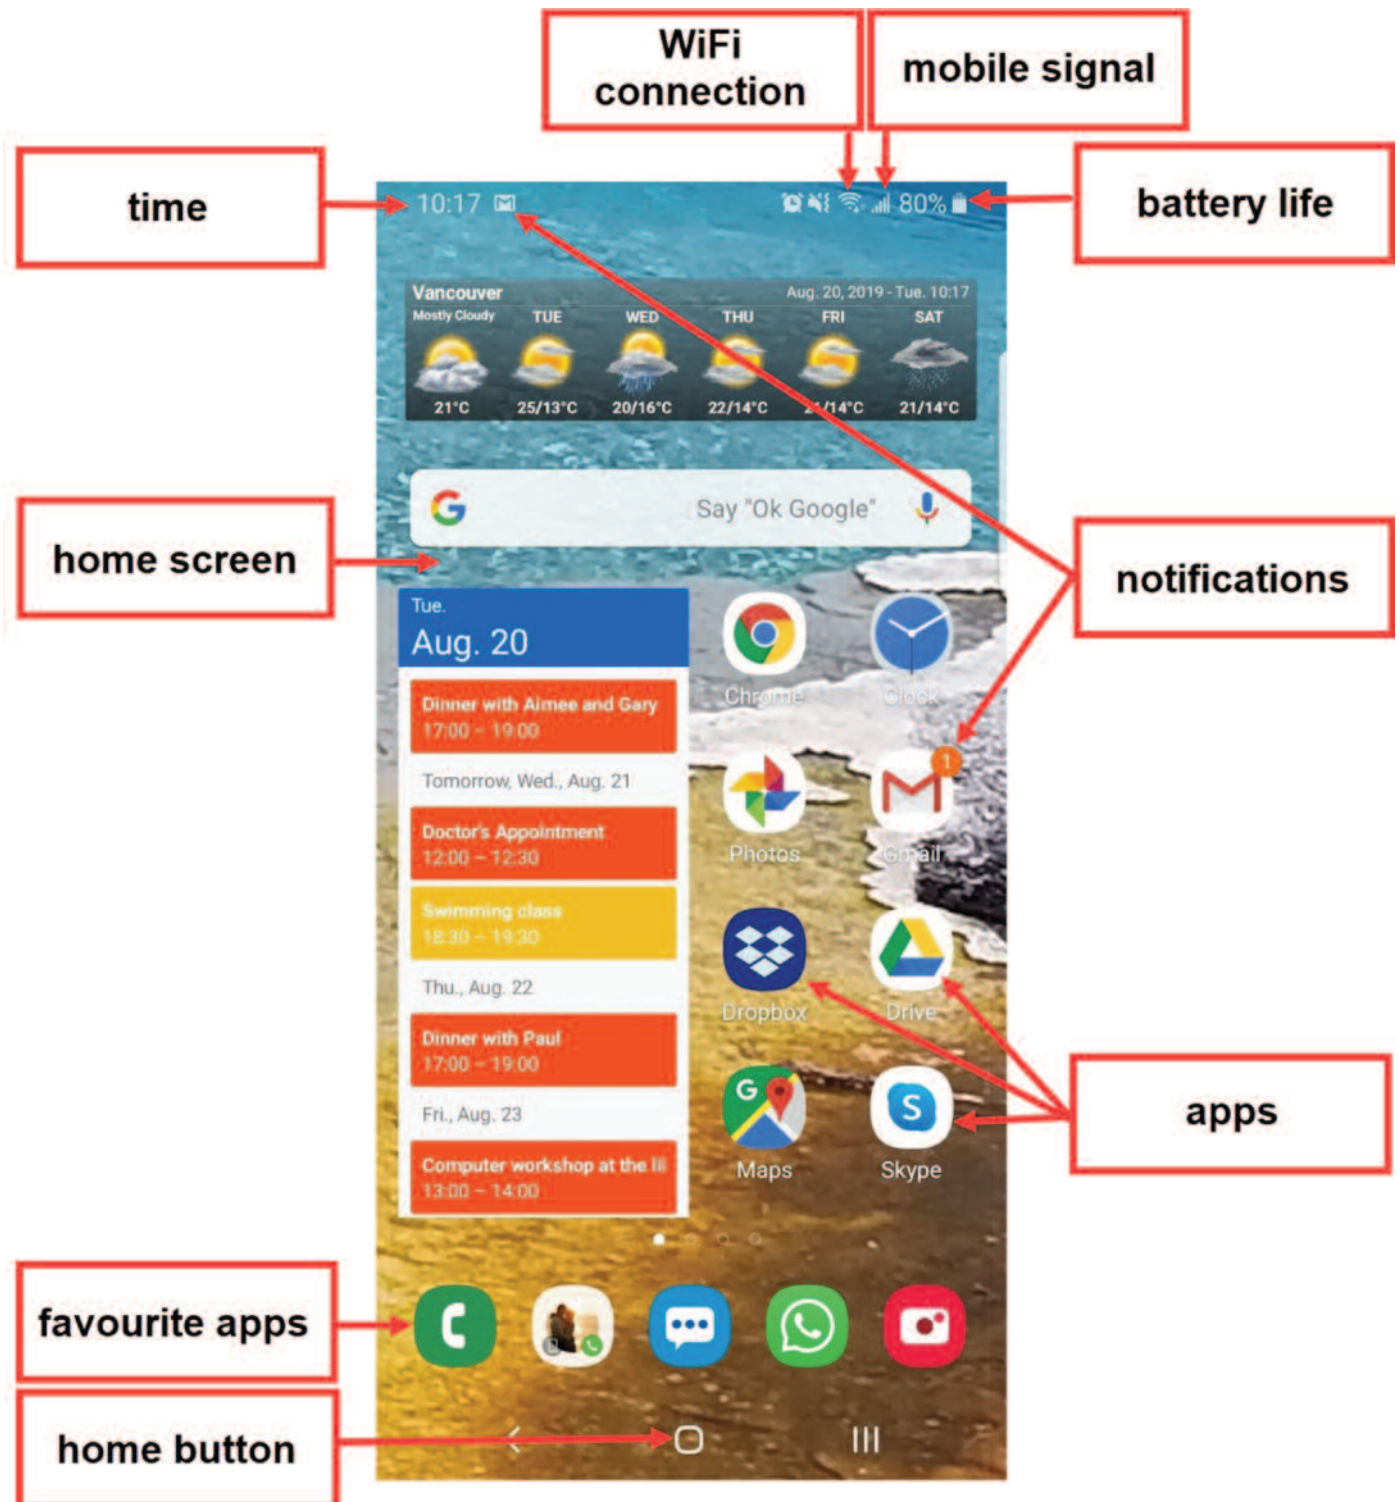 WiFi
connection
mobile signal
time
battery life
10:17
80%
Vancouver
Aug. 20, 2019 - Tue. 10:17
Mostly Cloudy
TUE
WED
THU
FRI
SAT
21°C
25/13°C
20/16°C
22/14°C
/14°C
21/14°C
G
Say "Ok Google"
home screen
notifications
Tue.
Aug. 20
Dinner with Aimee and Gary
17:00 – 19:00
Tomorrow, Wed., Aug. 21
Doctor's Appointment
12:00 – 12:30
Swimming class
18:30 – 19:30
Thu., Aug. 22
Dinner with Paul
17:00 – 19:00
Fri., Aug. 23
Computer workshop at the li
13:00 – 14:00
Chrome
Clock
1
Photos
Gmail
Dropbox
Drive
G
S
Maps
Skype
apps
favourite apps
home button